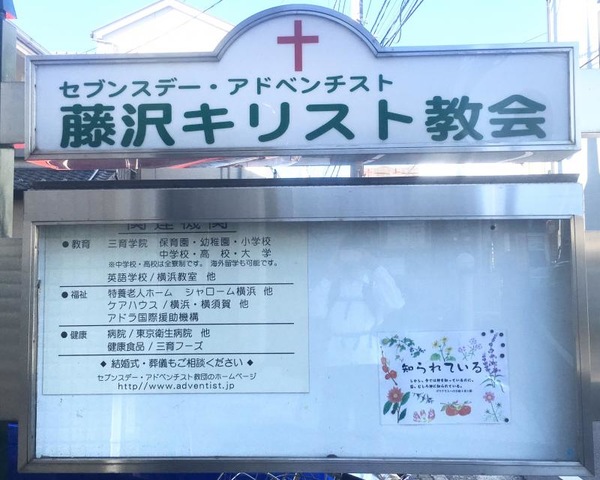 セブンスデー・アドベンチスト
藤沢キリスト教会
関連機関
●教育 三育学院 保育園・幼稚園・小学校
中学校・高 校・大 学
※中学校・高校は全寮制です。 海外留学も可能です。
英語学校/横浜教室 他
●福祉 特養老人ホーム シャローム横浜 他
ケアハウス/横浜・横須賀 他
アドラ国際援助機構
●健康 病院/東京衛生病院 他
健康食品/三育フーズ
◆ 結婚式・葬儀もご相談ください ◆
セブンスデー・アドベンチスト教団のホームページ
http//www.adventist.jp
知られている